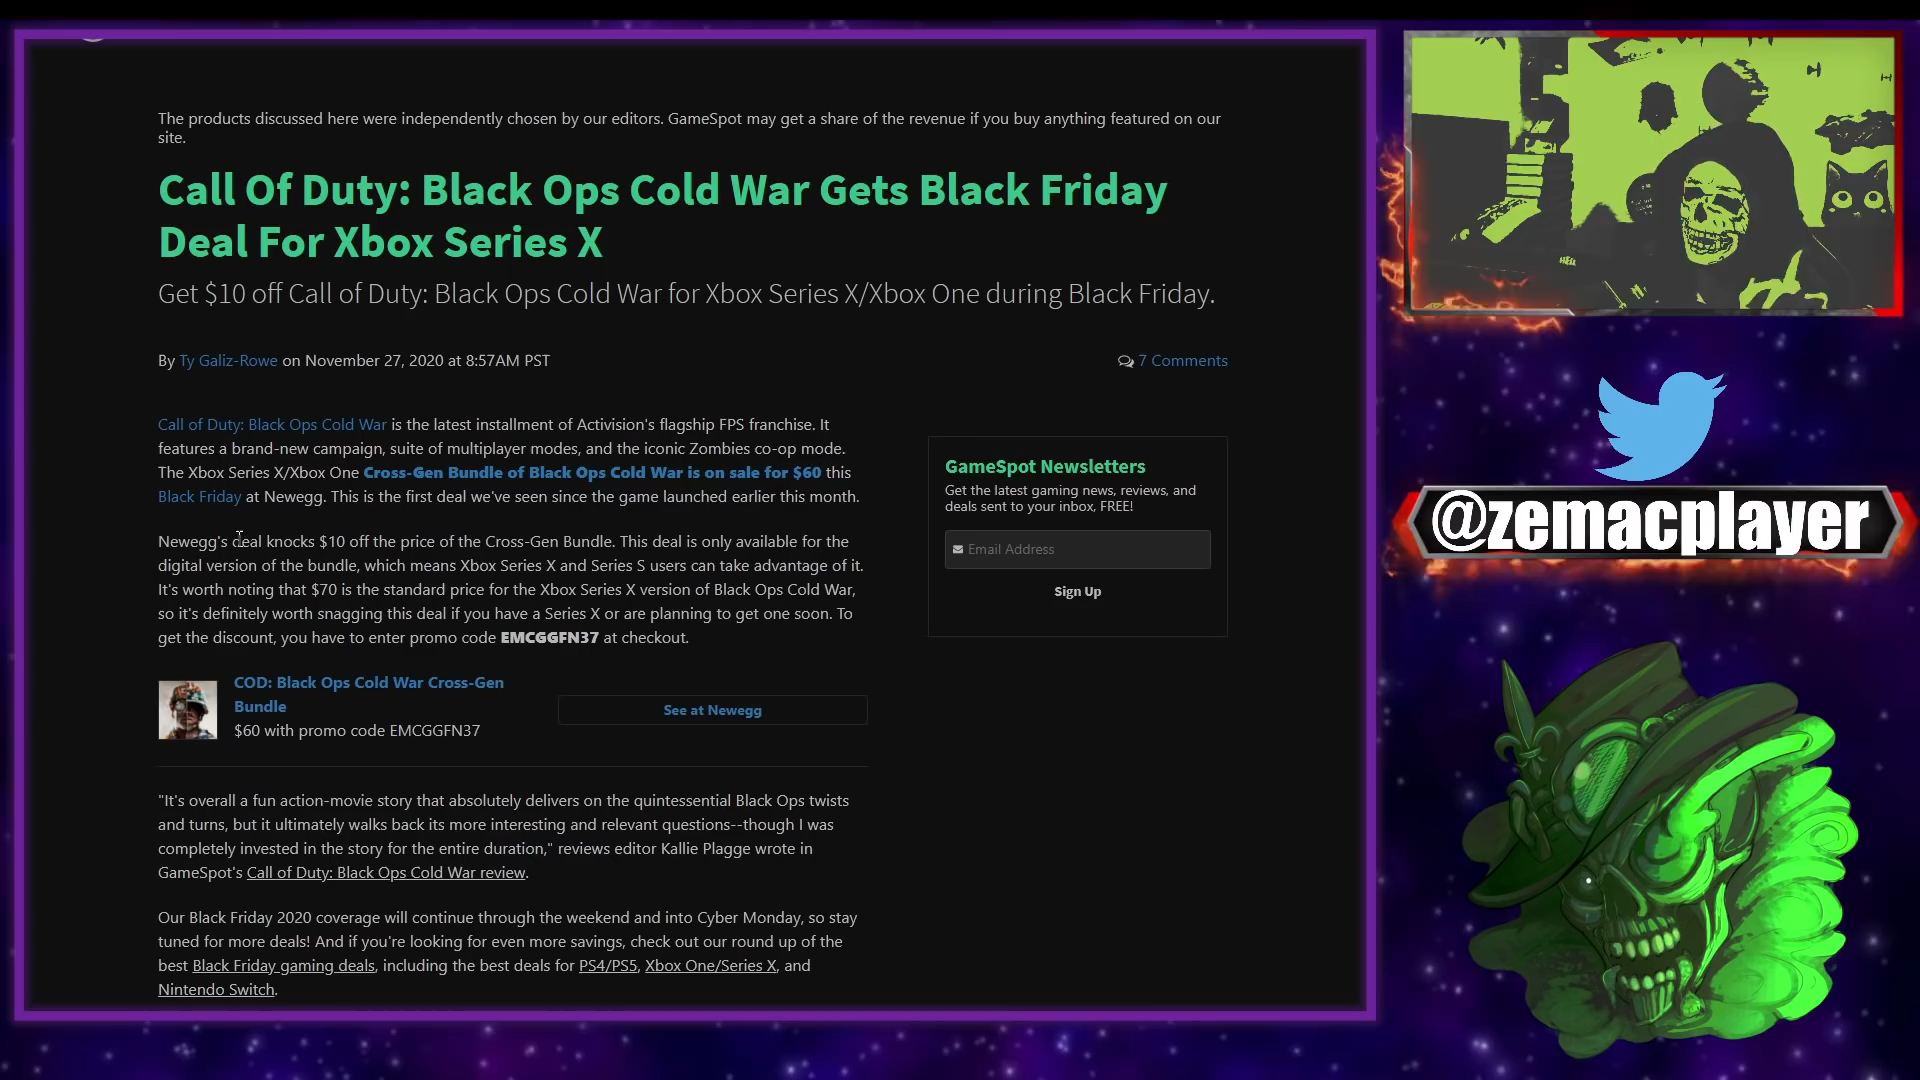 The products discussed here were independently chosen by our editors. GameSpot may get a share of the revenue if you buy anything featured on our
site.
Call Of Duty: Black Ops Cold War Gets Black Friday
Deal For Xbox Series X
Get $10 off Call of Duty: Black Ops Cold War for Xbox Series X/Xbox One during Black Friday.
By Ty Galiz-Rowe on November 27, 2020 at 8:57AM PST
7 Comments
Call of Duty: Black Ops Cold War is the latest installment of Activision's flagship FPS franchise. It
features a brand-new campaign, suite of multiplayer modes, and the iconic Zombies co-op mode.
The Xbox Series X/Xbox One Cross-Gen Bundle of Black Ops Cold War is on sale for $60 this
Black Friday at Newegg. This is the first deal we've seen since the game launched earlier this month.
Newegg's deal knocks $10 off the price of the Cross-Gen Bundle. This deal is only available for the
digital version of the bundle, which means Xbox Series X and Series S users can take advantage of it.
It's worth noting that $70 is the standard price for the Xbox Series X version of Black Ops Cold War,
so it's definitely worth snagging this deal if you have a Series X or are planning to get one soon. To
get the discount, you have to enter promo code EMCGGFN37 at checkout.
COD: Black Ops Cold War Cross-Gen
Bundle
$60 with promo code EMCGGFN37
See at Newegg
"It's overall a fun action-movie story that absolutely delivers on the quintessential Black Ops twists
and turns, but it ultimately walks back its more interesting and relevant questions--though I was
completely invested in the story for the entire duration," reviews editor Kallie Plagge wrote in
GameSpot's Call of Duty: Black Ops Cold War review.
Our Black Friday 2020 coverage will continue through the weekend and into Cyber Monday, so stay
tuned for more deals! And if you're looking for even more savings, check out our round up of the
best Black Friday gaming deals, including the best deals for PS4/PS5, Xbox One/Series X, and
Nintendo Switch.
GameSpot Newsletters
Get the latest gaming news, reviews, and
deals sent to your inbox, FREE!
Email Address
Sign Up
@zemacplayer